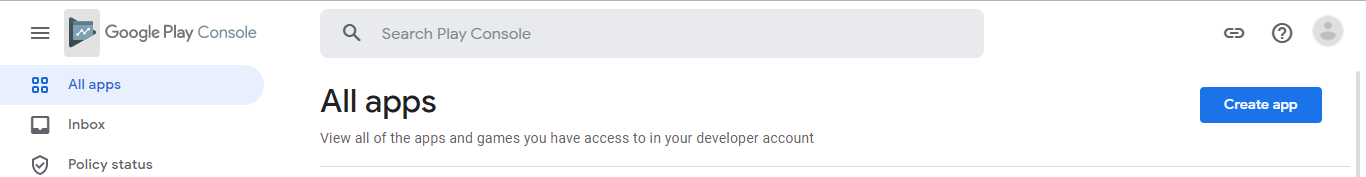 Google Play Console
Search Play Console
All apps
Inbox
Policy status
All apps
Create app
View all of the apps and games you have access to in your developer account